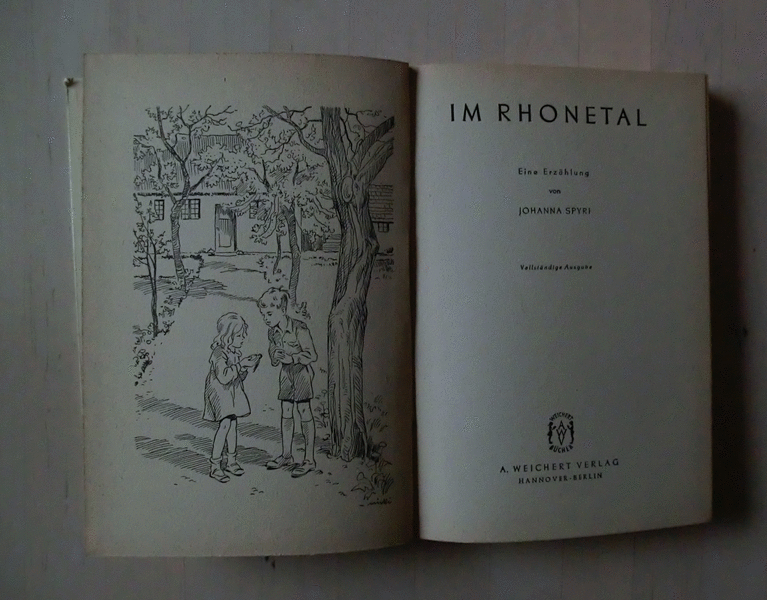 IM RHONETAL
Eine Erzählung
von
JOHANNA SPYRI
Vollständige Ausgabe
WEICHERT
BÜCHER
A. WEICHERT VERLAG
HANNOVER-BERLIN